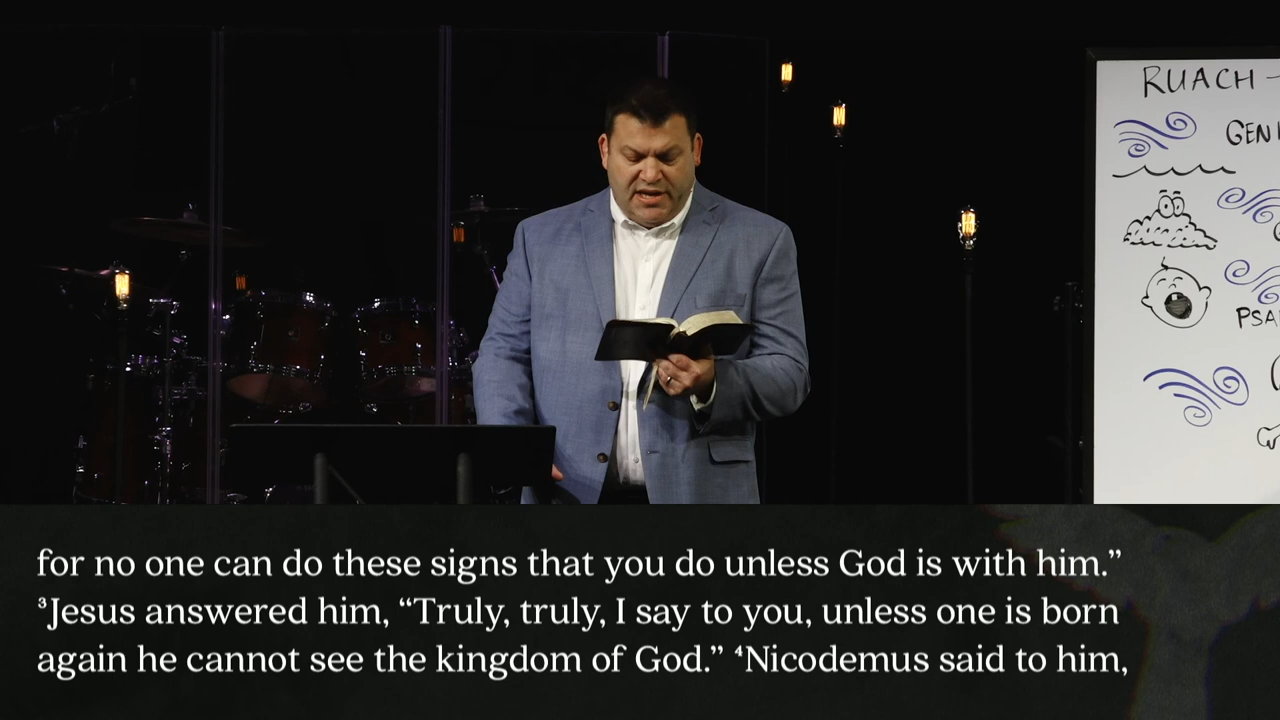 RUACH -
GEN
PSA
for no one can do these signs that you do unless God is with him.”
³Jesus answered him, “Truly, truly, I say to you, unless one is born
again he cannot see the kingdom of God.” ⁴Nicodemus said to him,